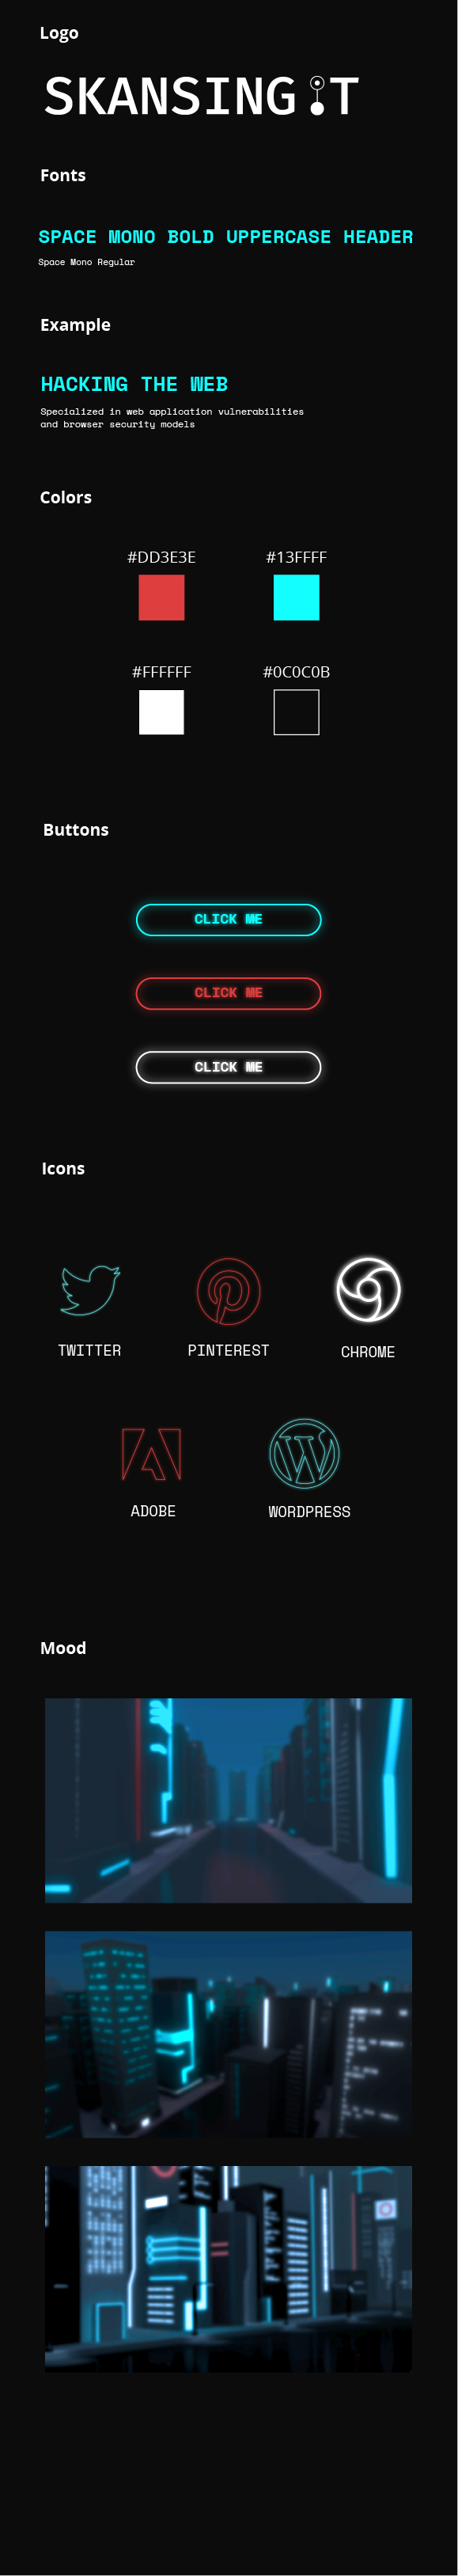 Logo
SKANSING T
Fonts
SPACE MONO BOLD UPPERCASE HEADER
Space Mono Regular
Example
HACKING THE WEB
Specialized in web application vulnerabilities
and browser security models
Colors
#DD3E3E #13FFFF
#FFFFFF #0C0C0B
Buttons
CLICK ME
CLICK ME
CLICK ME
Icons
TWITTER PINTEREST CHROME
ADOBE WORDPRESS
Mood